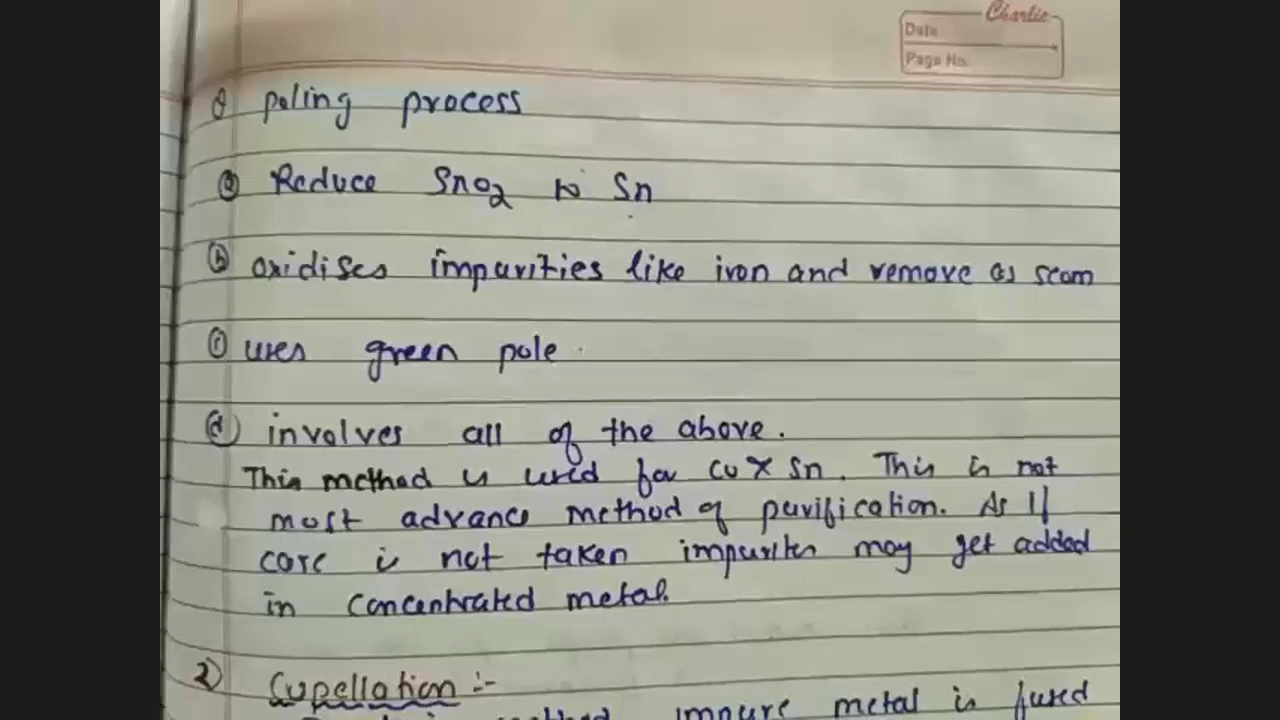 Charlie
Date
Page No.
poling process
(a) Reduce SnO2 to Sn
(b) oxidises impurities like iron and remove as scam
(c) uses green pole.
(d) involves all of the above.
This method is used for Cu & Sn. This is not
most advance method of purification. As If
care is not taken impurites may get added
in concentrated metal.
2) Cupellation :-
method impure metal is fused